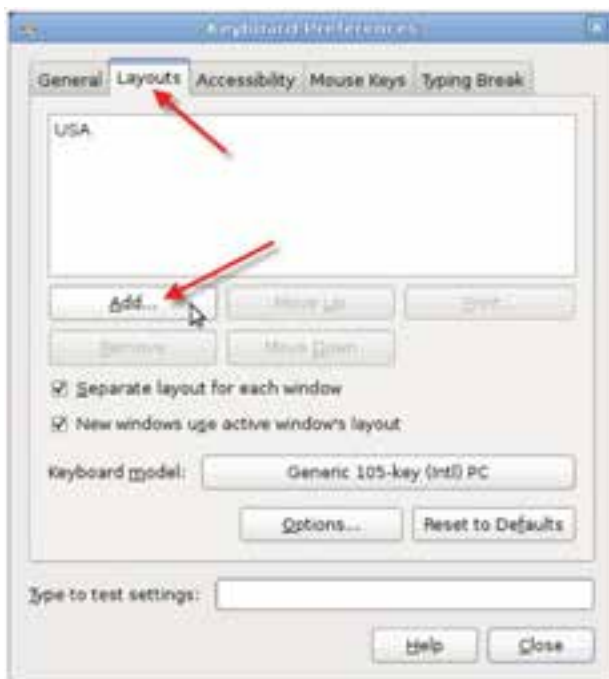 Keyboard Preferences
General Layouts Accessibility Mouse Keys Typing Break
USA
Add... Move Up Print
Remove Move Down
Separate layout for each window
New windows use active window's layout
Keyboard model: Generic 105-key (Intl) PC
Options... Reset to Defaults
Type to test settings:
Help Close